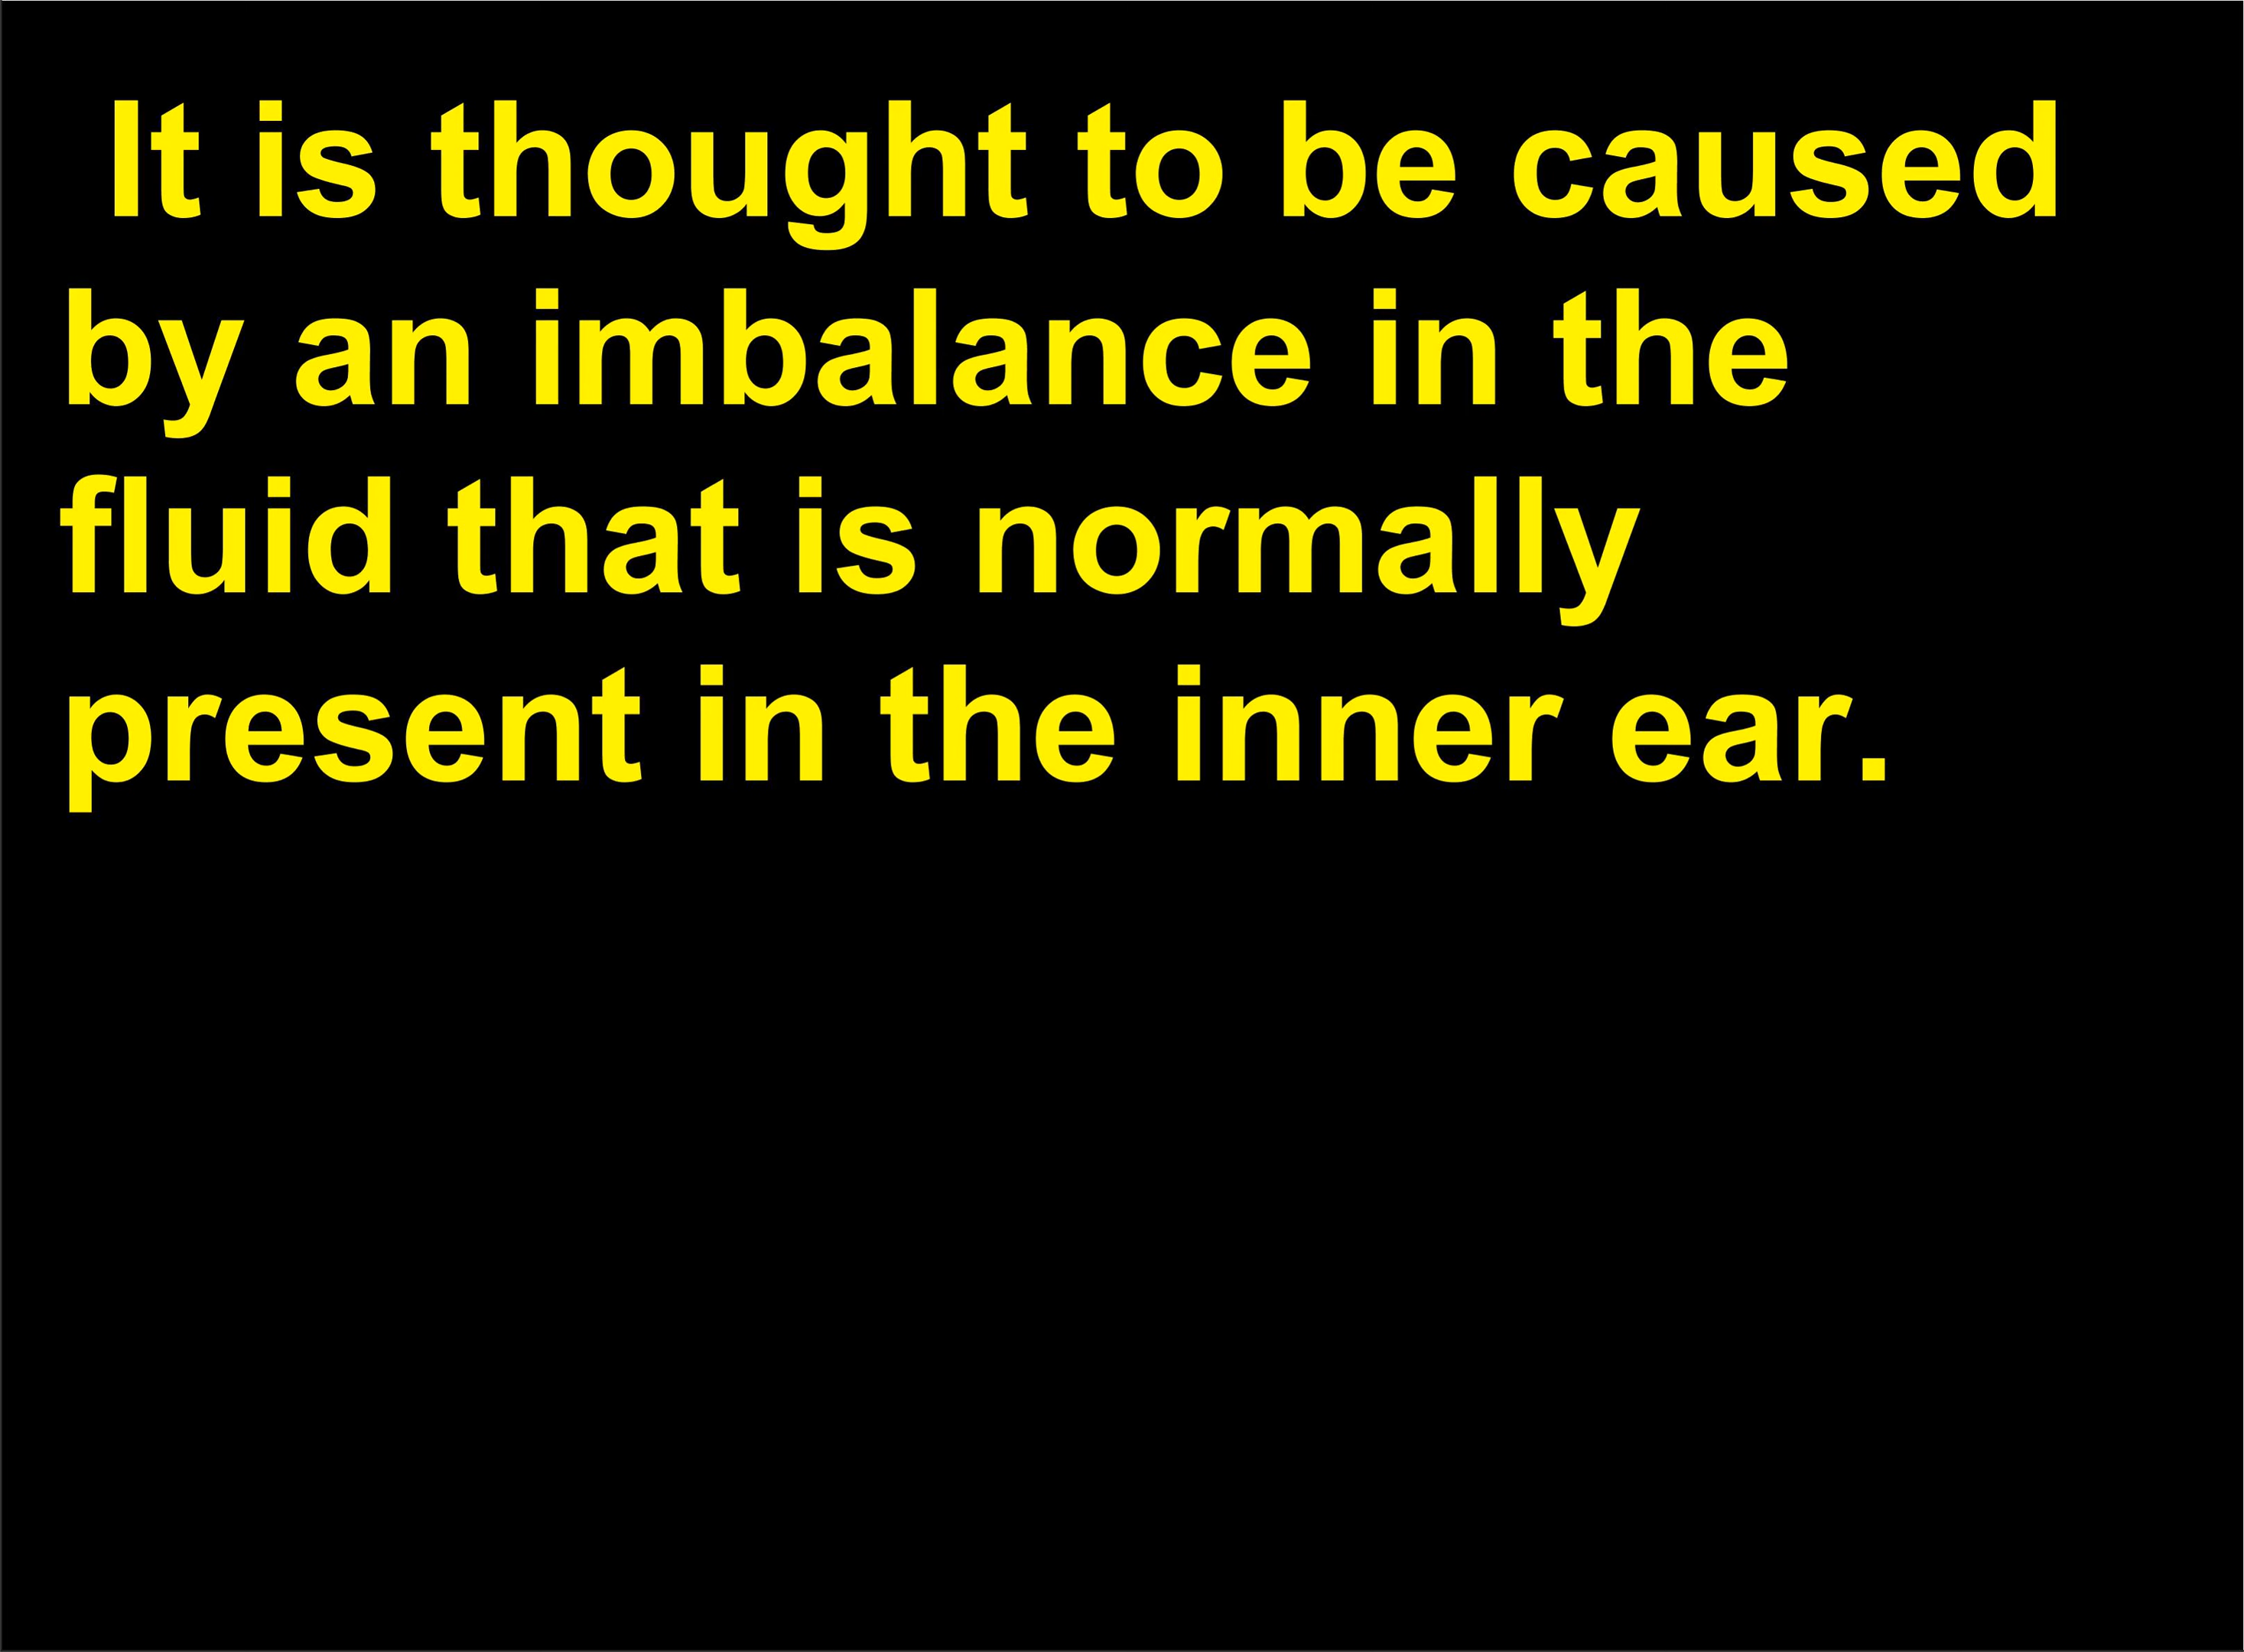 It is thought to be caused
by an imbalance in the
fluid that is normally
present in the inner ear.